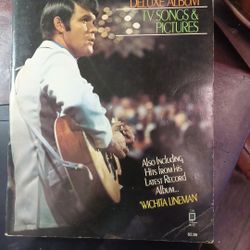 DELUXE ALBUM
TV SONGS &
PICTURES
Also Including
Hits from his
Latest Record
Album...
"WICHITA LINEMAN"